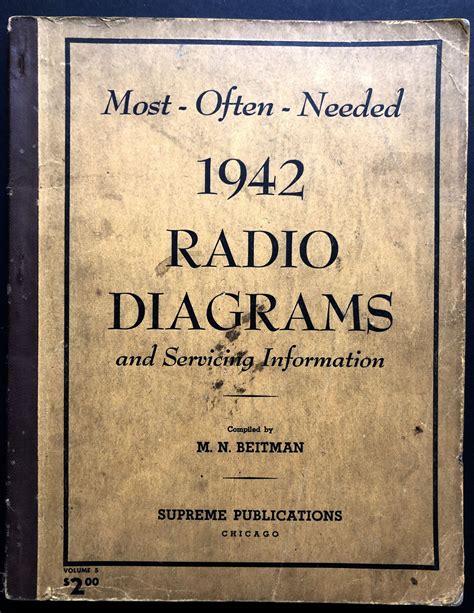 Most - Often - Needed
1942
RADIO
DIAGRAMS
and Servicing Information
Compiled by
M. N. BEITMAN
SUPREME PUBLICATIONS
CHICAGO
VOLUME 5
$2.00